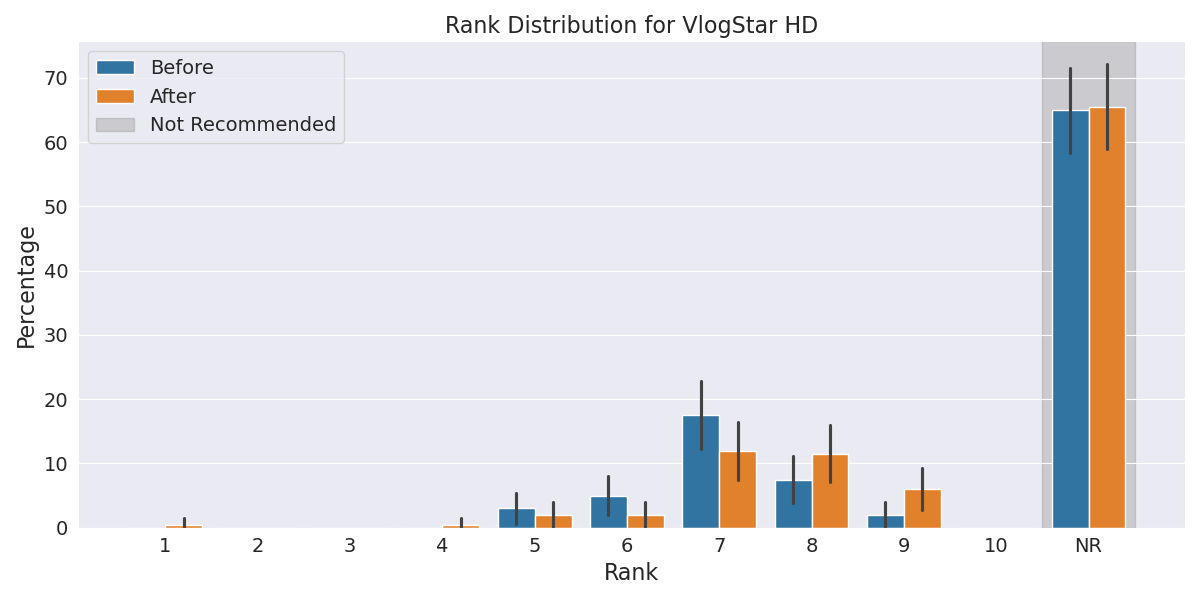 Rank Distribution for VlogStar HD
Before
After
Not Recommended
Percentage
70
60
50
40
30
20
10
0
1 2 3 4 5 6 7 8 9 10 NR
Rank